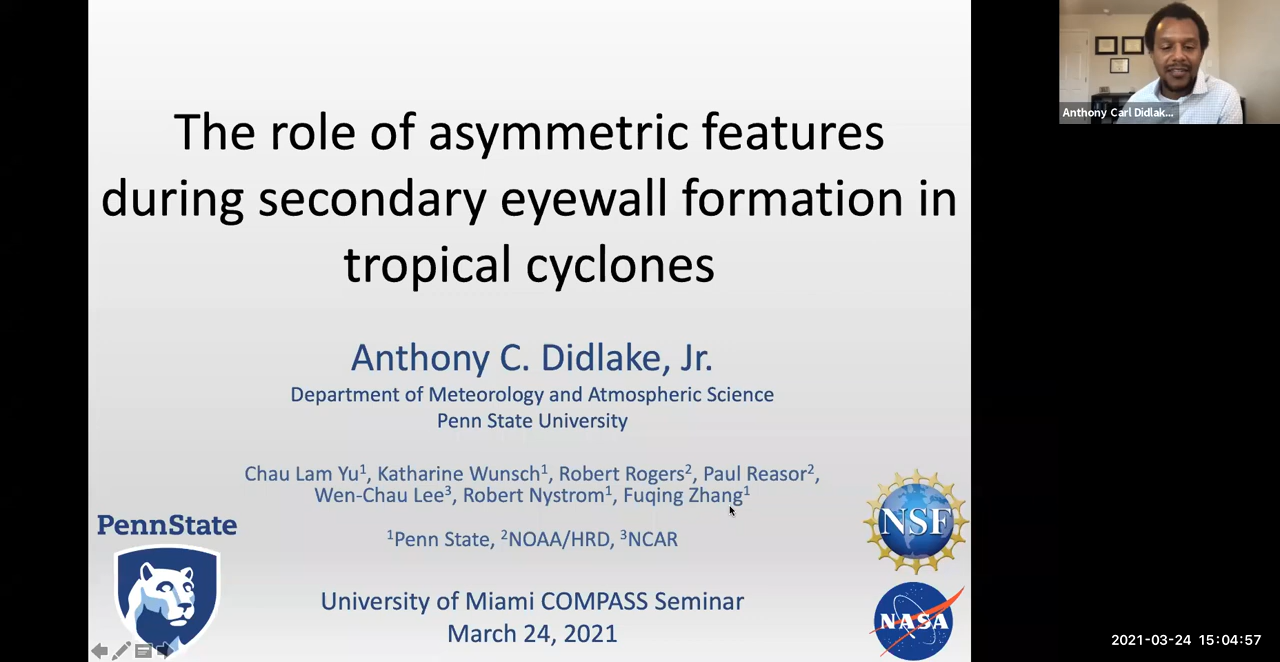 The role of asymmetric features
during secondary eyewall formation in
tropical cyclones
Anthony C. Didlake, Jr.
Department of Meteorology and Atmospheric Science
Penn State University
Chau Lam Yu¹, Katharine Wunsch¹, Robert Rogers², Paul Reasor²,
Wen-Chau Lee³, Robert Nystrom¹, Fuqing Zhang¹
¹Penn State, ²NOAA/HRD, ³NCAR
University of Miami COMPASS Seminar
March 24, 2021
PennState
NSF
NASA
Anthony Carl Didlak...
2021-03-24 15:04:57